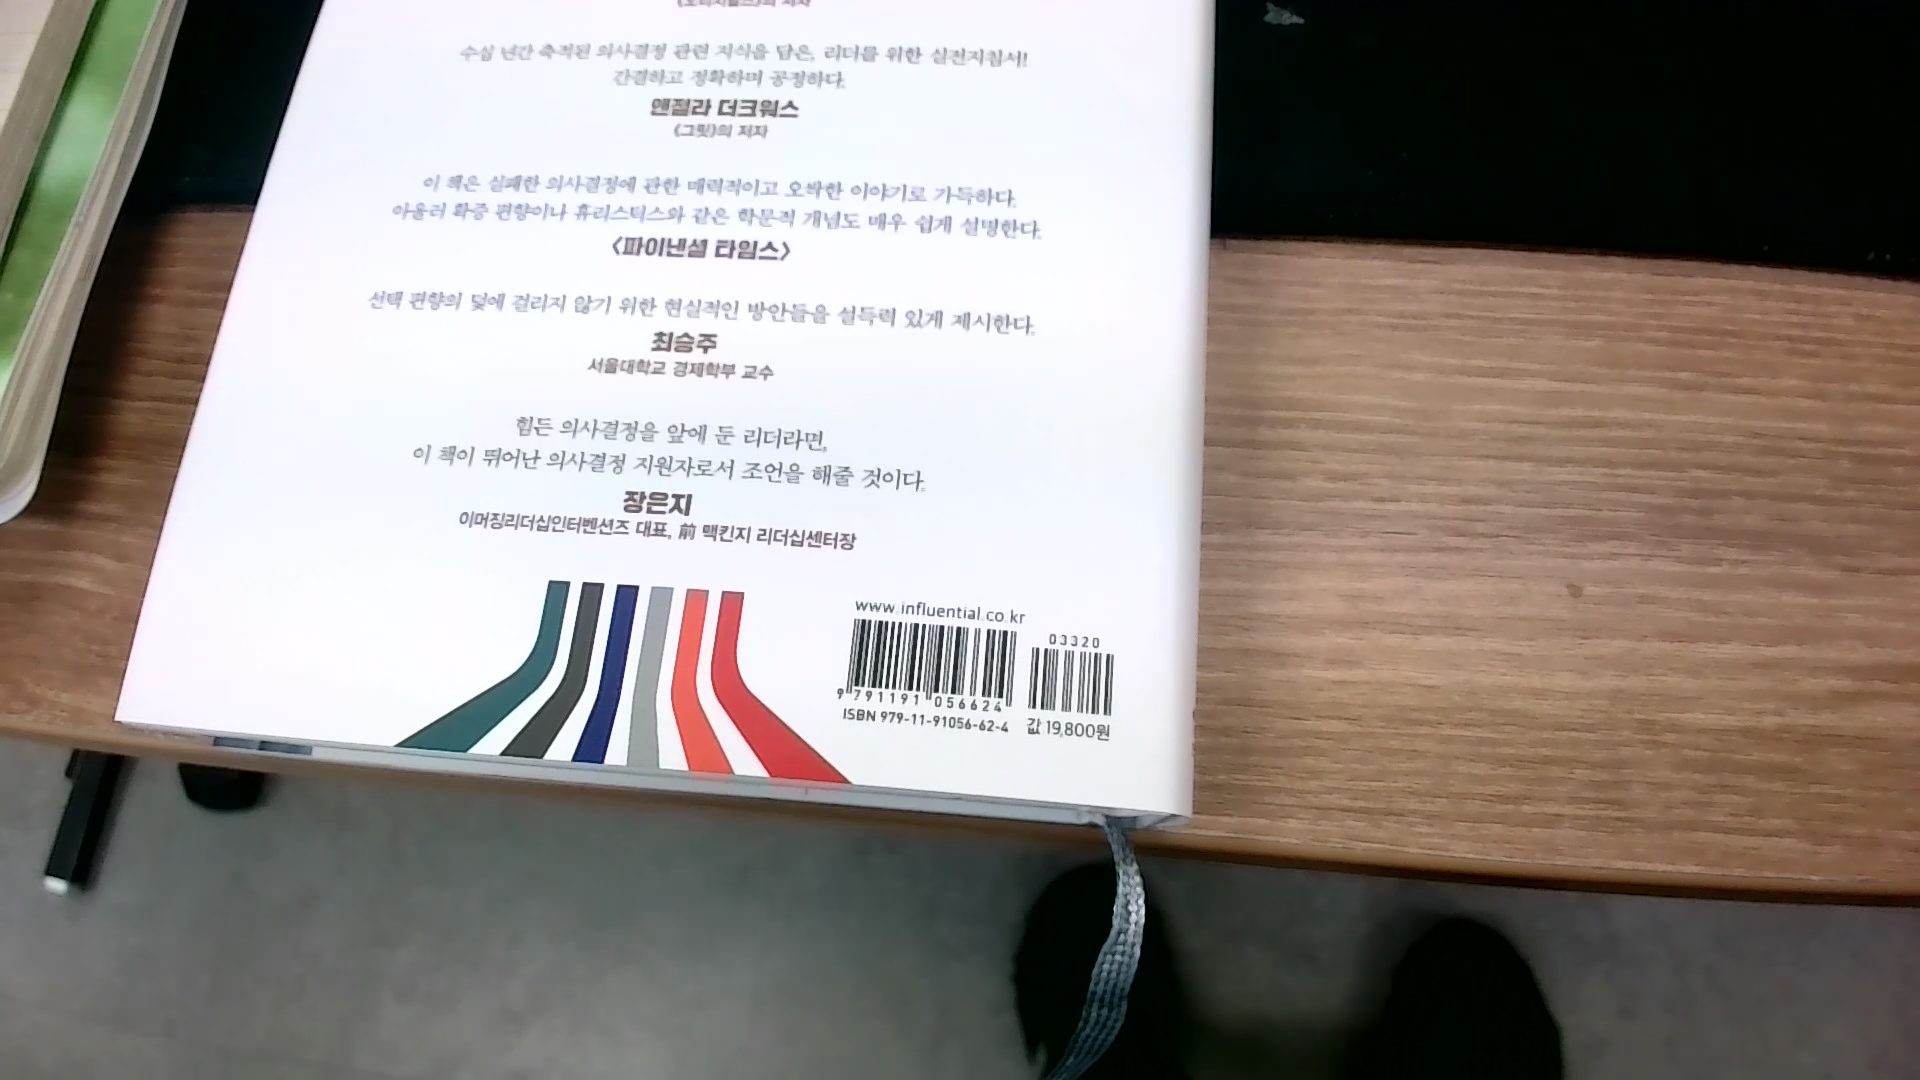 《오리지널스》의 저자
수십 년간 축적된 의사결정 관련 지식을 담은, 리더를 위한 실전지침서!
간결하고 정확하며 공정하다.
앤절라 더크워스
《그릿》의 저자
이 책은 실패한 의사결정에 관한 매력적이고 오싹한 이야기로 가득하다.
아울러 확증 편향이나 휴리스틱스와 같은 학문적 개념도 매우 쉽게 설명한다.
〈파이낸셜 타임스〉
선택 편향의 덫에 걸리지 않기 위한 현실적인 방안들을 설득력 있게 제시한다.
최승주
서울대학교 경제학부 교수
힘든 의사결정을 앞에 둔 리더라면,
이 책이 뛰어난 의사결정 지원자로서 조언을 해줄 것이다.
장은지
이머징리더십인터벤션즈 대표, 前 맥킨지 리더십센터장
www.influential.co.kr
03320
9 791191 056624
ISBN 979-11-91056-62-4
값 19,800원